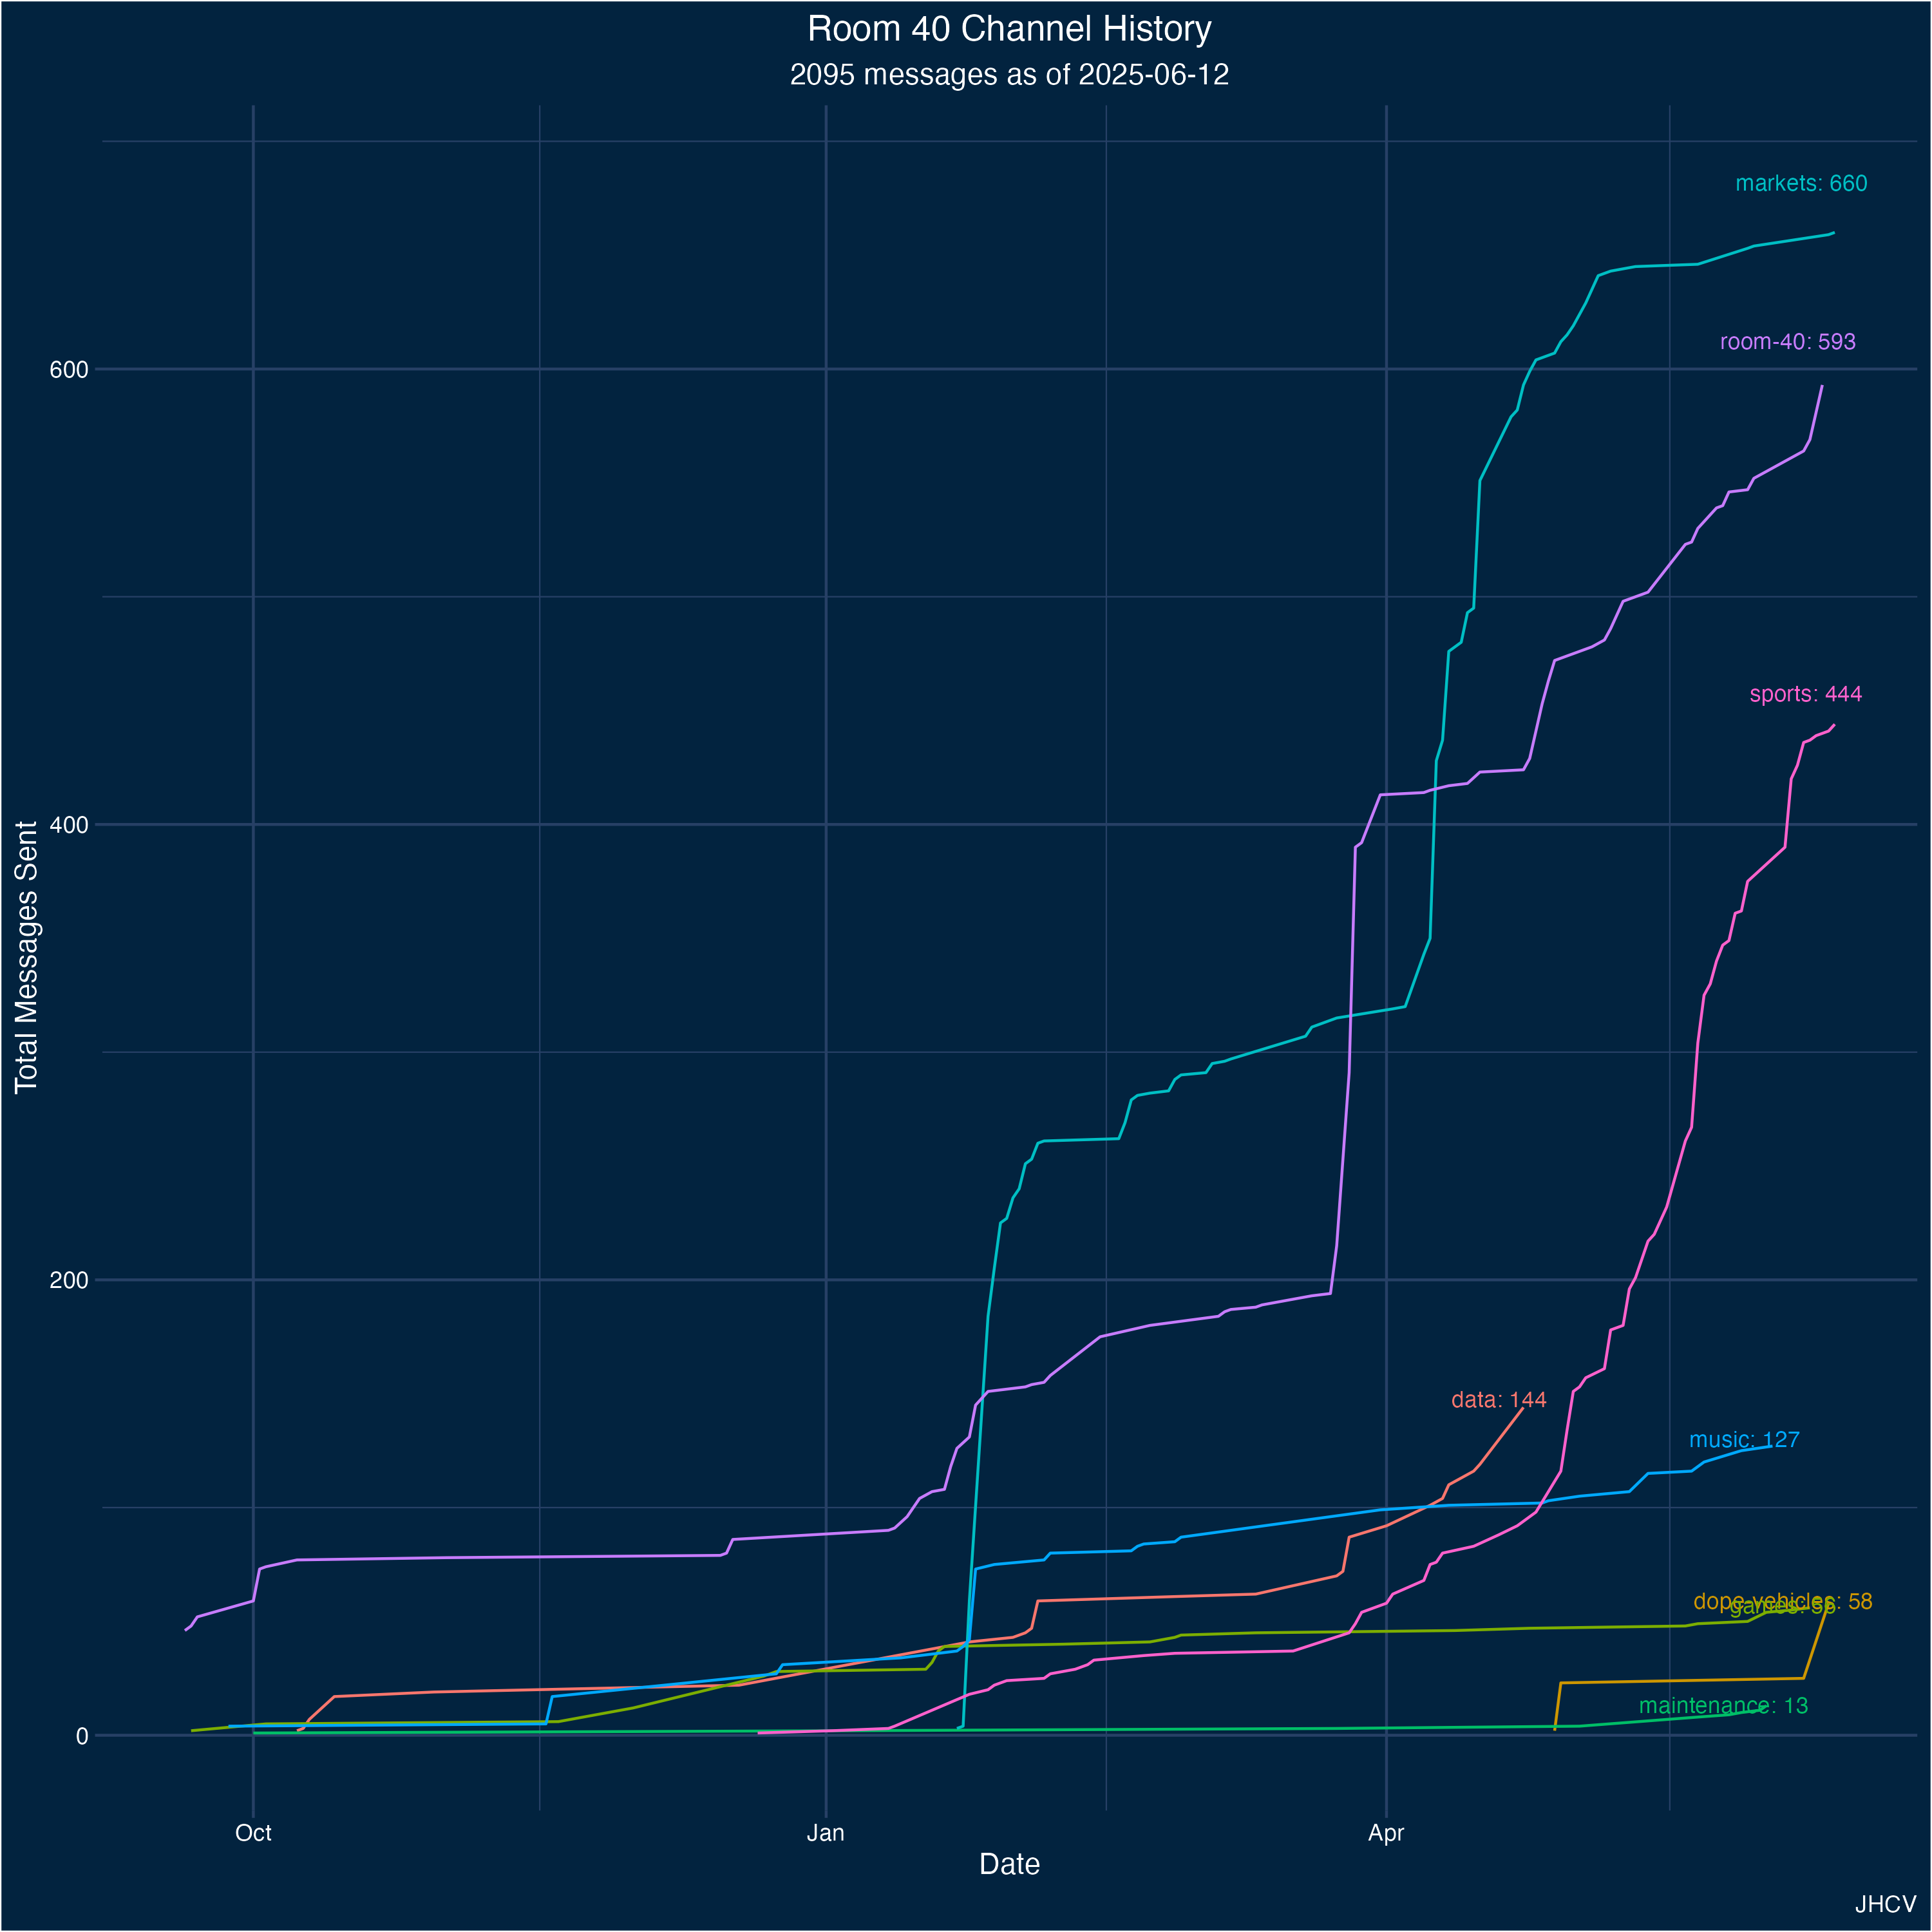 Room 40 Channel History
2095 messages as of 2025-06-12
markets: 660
room-40: 593
600
sports: 444
Total Messages Sent
400
200
data: 144
music: 127
dope-vehicles: 58
games: 56
maintenance: 13
0
Oct
Jan
Apr
Date
JHCV